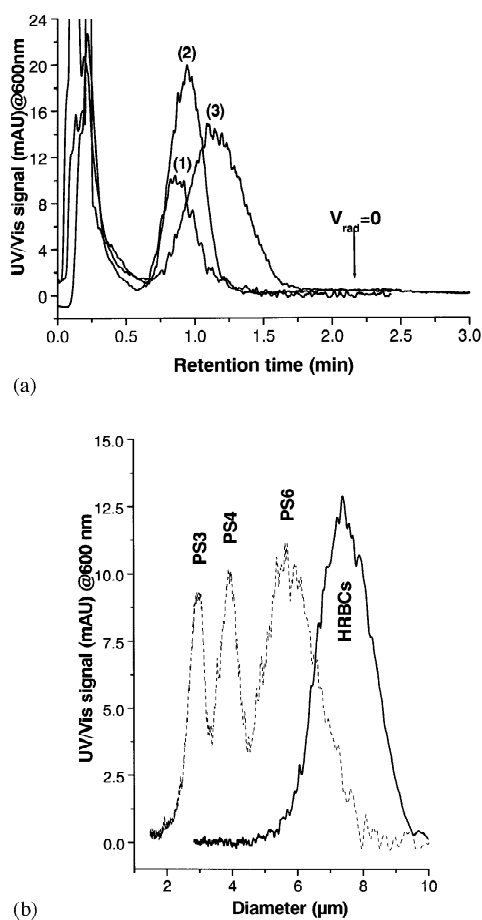 24
20
16
12
8
4
0
UV/Vis signal (mAU)@600nm
(2)
(3)
(1)
V rad=0
0.0 0.5 1.0 1.5 2.0 2.5 3.0
Retention time (min)
(a)
15.0
12.5
10.0
7.5
5.0
2.5
0.0
UV/Vis signal (mAU) @600 nm
PS3
PS4
PS6
HRBCs
2 4 6 8 10
Diameter (µm)
(b)